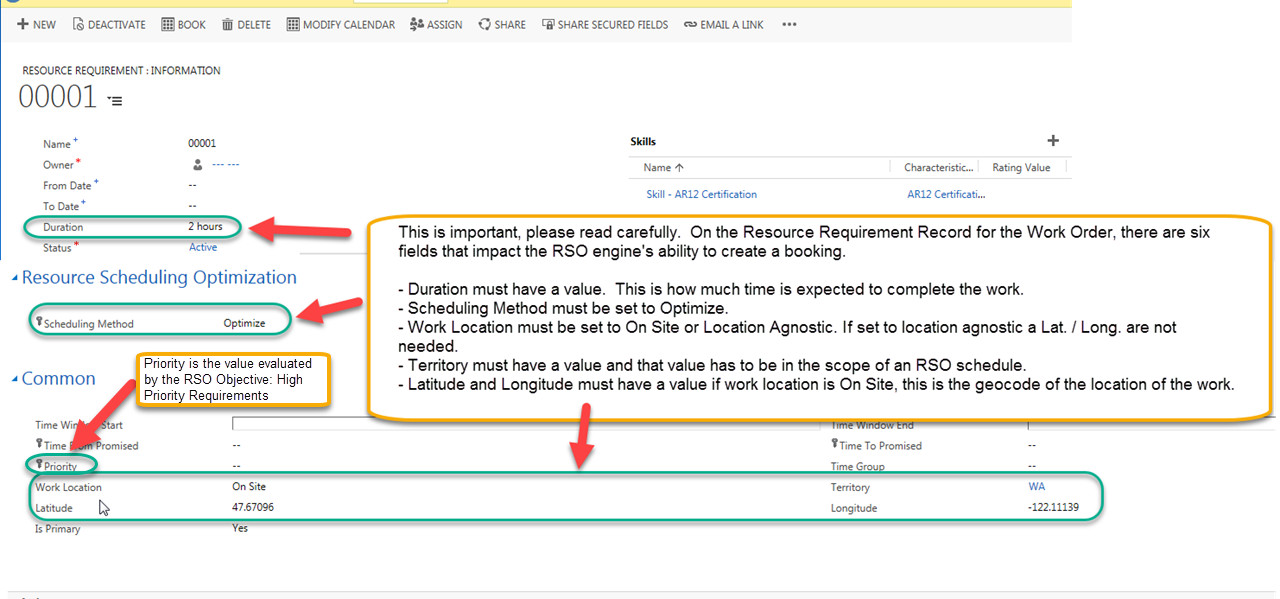 NEW DEACTIVATE BOOK DELETE MODIFY CALENDAR ASSIGN SHARE SHARE SECURED FIELDS EMAIL A LINK •••
RESOURCE REQUIREMENT : INFORMATION
00001
Name + 00001
Owner * --- ---
From Date + --
To Date + --
Duration 2 hours
Status * Active
Skills
Name ↑ Characteristic... Rating Value
Skill - AR12 Certification AR12 Certificati...
This is important, please read carefully.  On the Resource Requirement Record for the Work Order, there are six
fields that impact the RSO engine's ability to create a booking.
- Duration must have a value.  This is how much time is expected to complete the work.
- Scheduling Method must be set to Optimize.
- Work Location must be set to On Site or Location Agnostic. If set to location agnostic a Lat. / Long. are not
needed.
- Territory must have a value and that value has to be in the scope of an RSO schedule.
- Latitude and Longitude must have a value if work location is On Site, this is the geocode of the location of the work.
Resource Scheduling Optimization
Scheduling Method Optimize
Priority is the value evaluated
by the RSO Objective: High
Priority Requirements
Common
Time Window Start Time Window End
Time From Promised -- Time To Promised --
Priority -- Time Group --
Work Location On Site Territory WA
Latitude 47.67096 Longitude -122.11139
Is Primary Yes